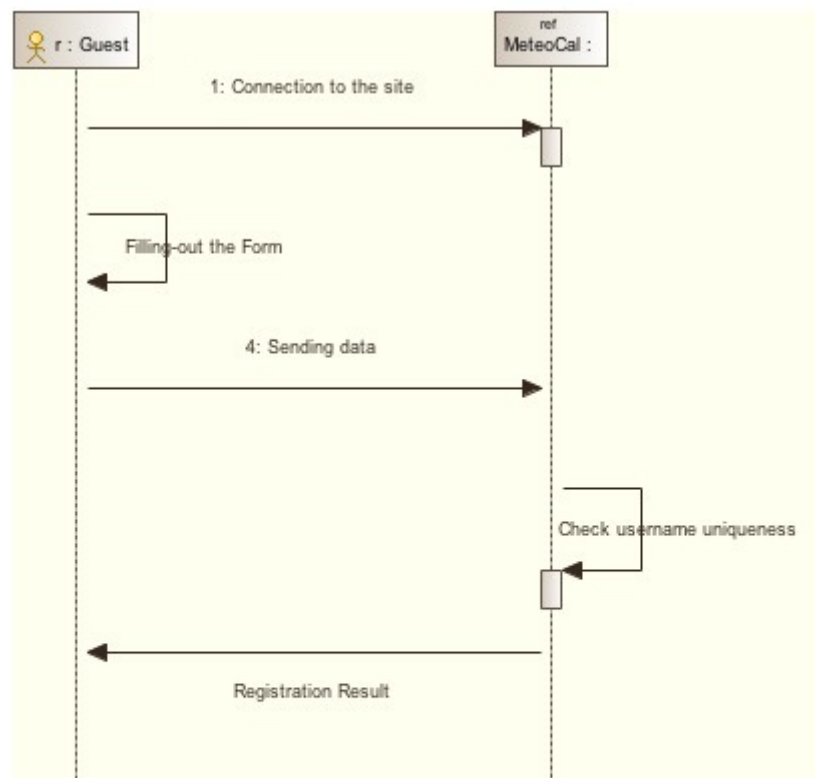 r : Guest
ref
MeteoCal :
1: Connection to the site
Filling-out the Form
4: Sending data
Check username uniqueness
Registration Result